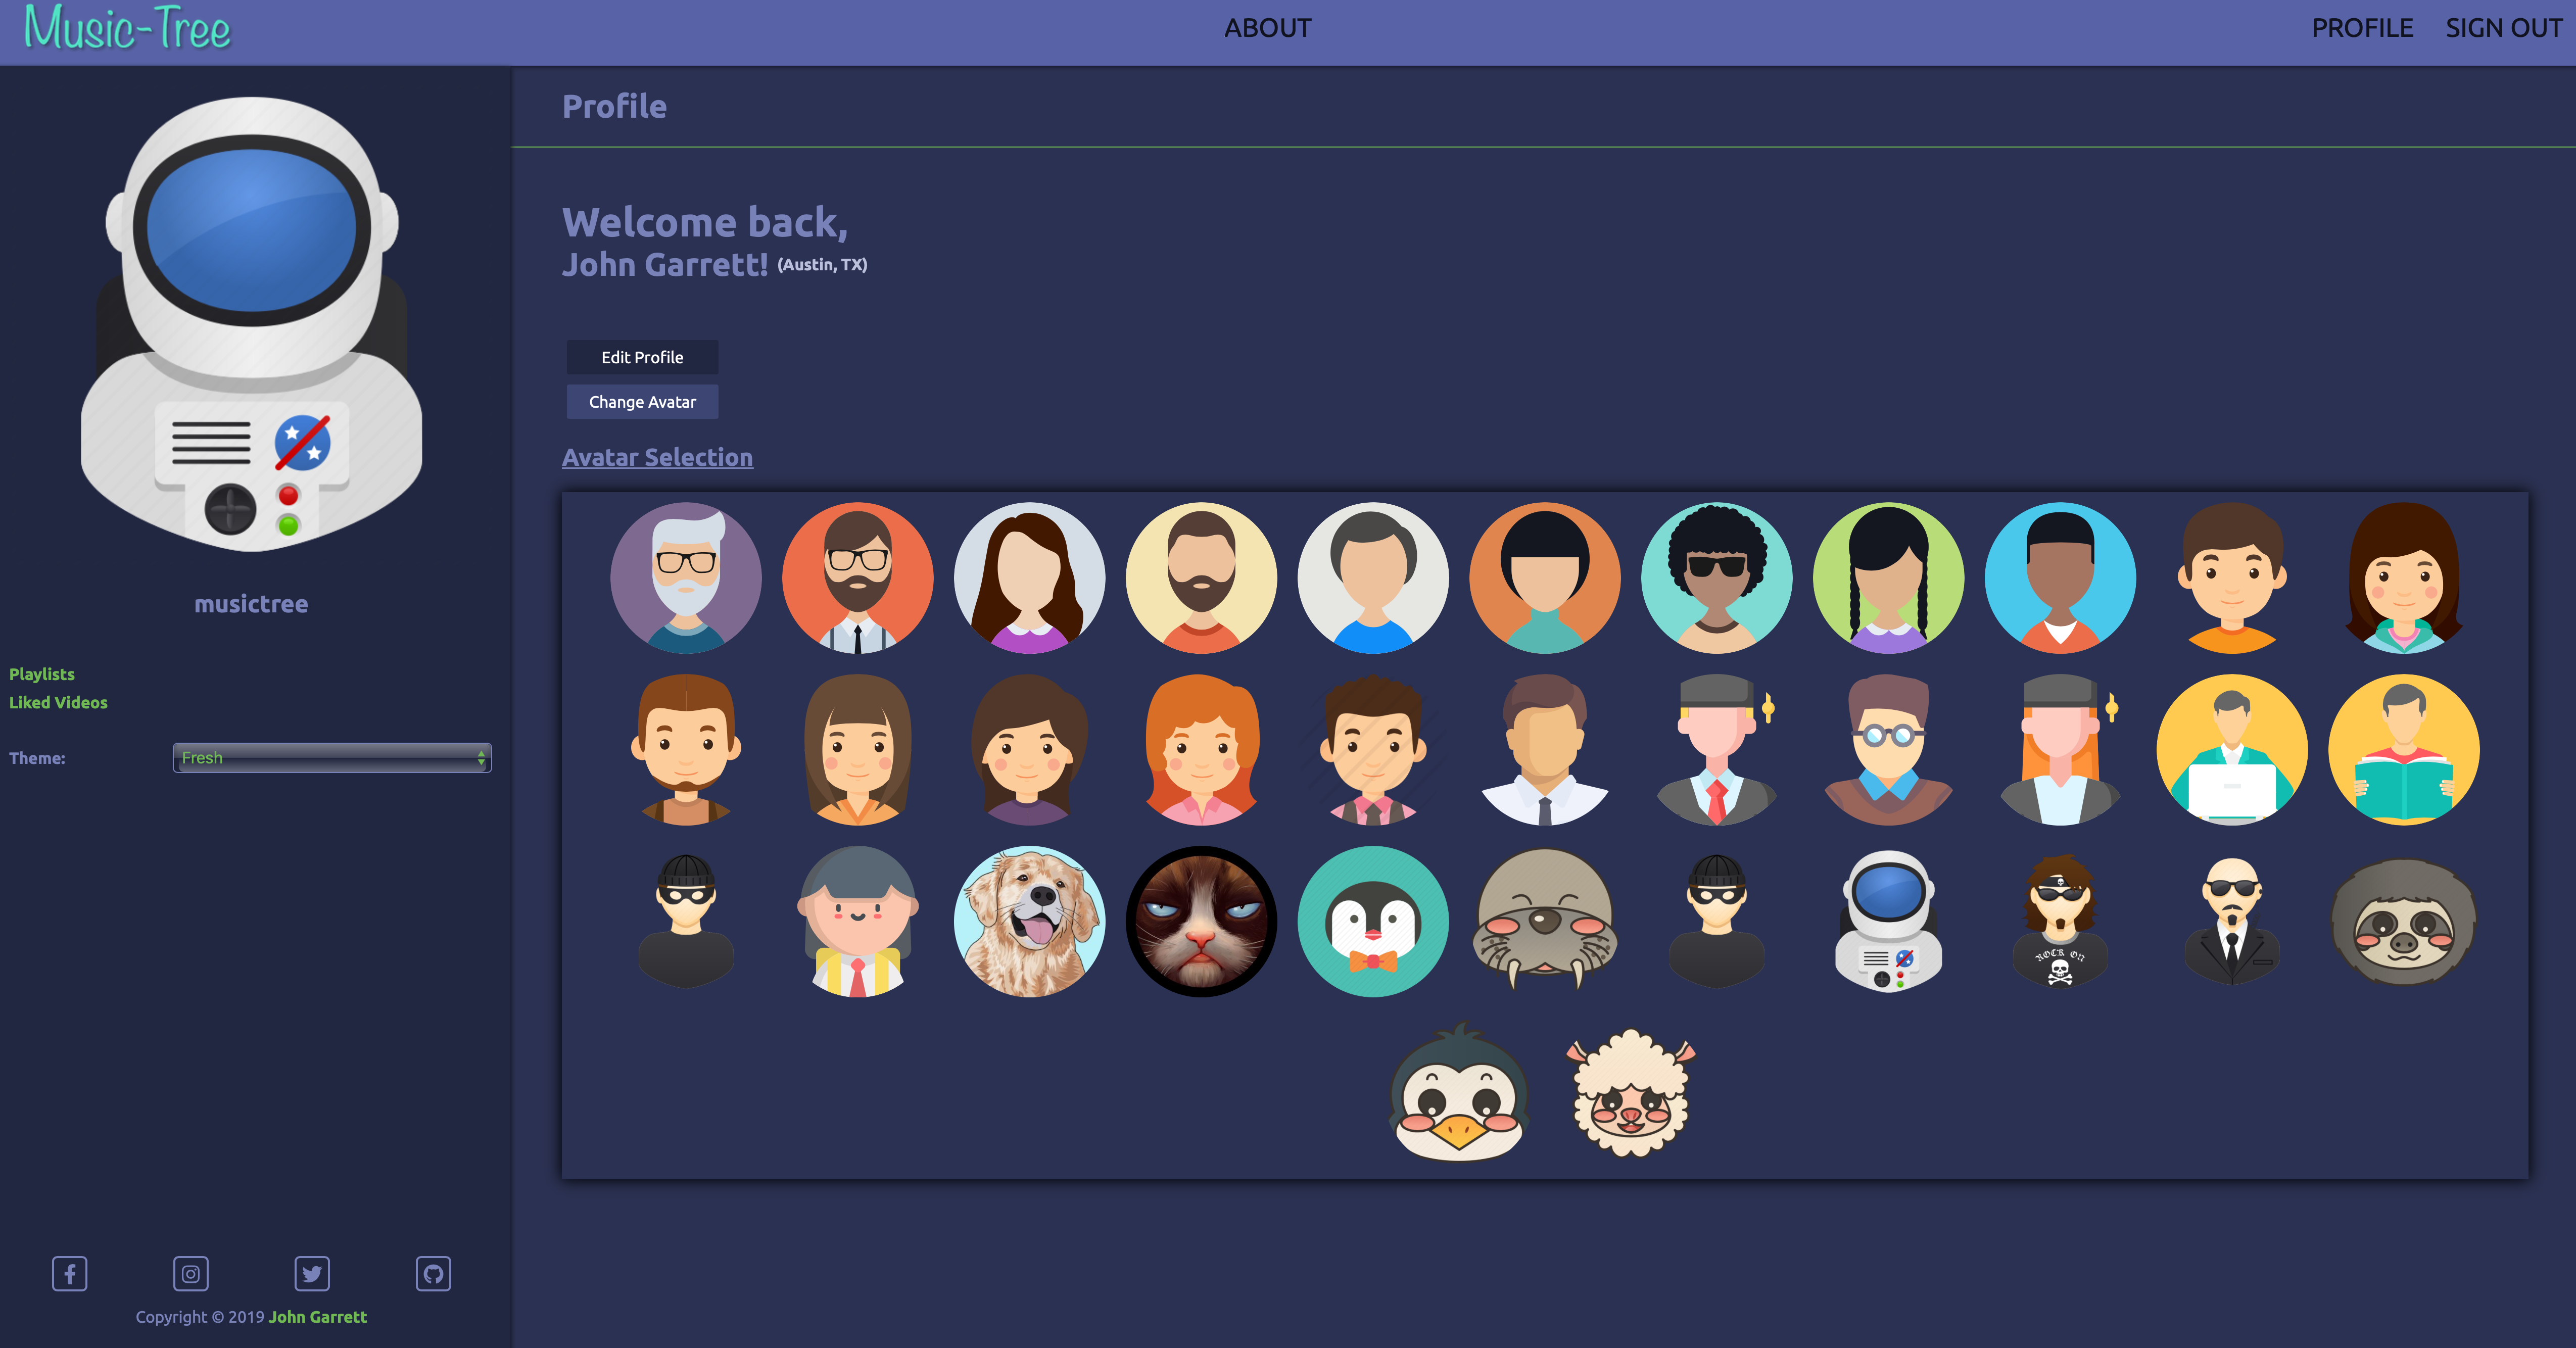 Music-Tree
ABOUT
PROFILE
SIGN OUT
musictree
Playlists
Liked Videos
Theme:
Fresh
Copyright © 2019 John Garrett
Profile
Welcome back,
John Garrett! (Austin, TX)
Edit Profile
Change Avatar
Avatar Selection
ROCK ON